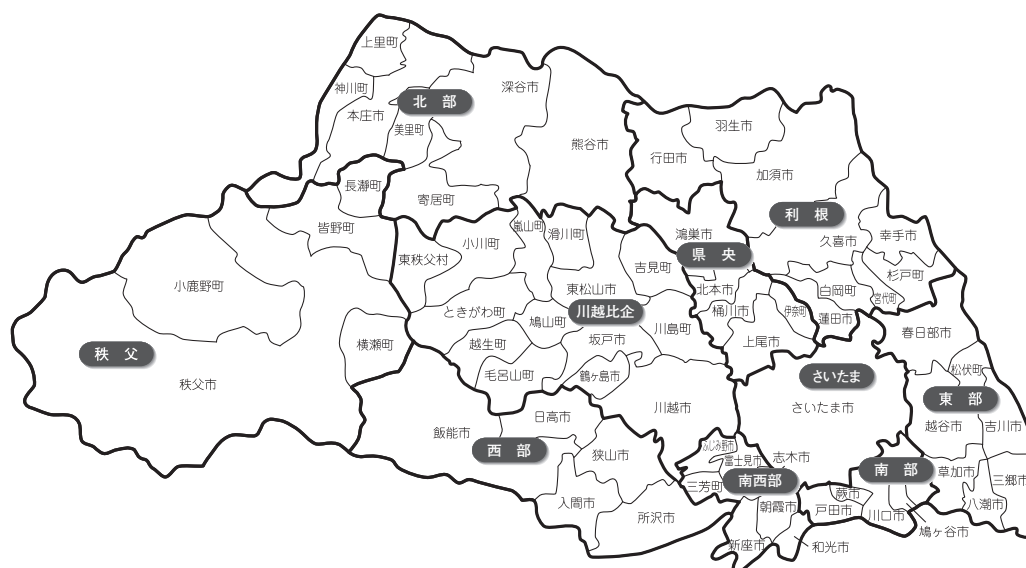 上里町
神川町
本庄市
北部
美里町
深谷市
熊谷市
寄居町
長瀞町
皆野町
小鹿野町
秩父
秩父市
横瀬町
東秩父村
小川町
嵐山町
滑川町
吉見町
東松山市
川越比企
ときがわ町
鳩山町
川島町
越生町
坂戸市
毛呂山町
鶴ヶ島市
川越市
行田市
羽生市
加須市
利根
久喜市
幸手市
杉戸町
宮代町
白岡町
蓮田市
鴻巣市
県央
北本市
桶川市
伊奈町
上尾市
さいたま
さいたま市
春日部市
松伏町
東部
越谷市
吉川市
草加市
三郷市
八潮市
飯能市
日高市
西部
狭山市
入間市
所沢市
ふじみ野市
富士見市
志木市
三芳町
南西部
朝霞市
新座市
和光市
南部
蕨市
戸田市
川口市
鳩ヶ谷市